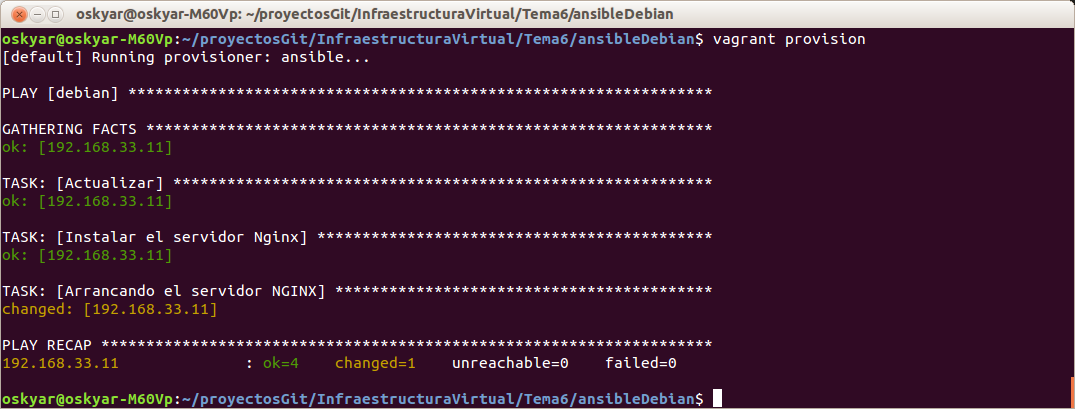 oskyar@oskyar-M60Vp: ~/proyectosGit/InfraestructuraVirtual/Tema6/ansibleDebian
oskyar@oskyar-M60Vp:~/proyectosGit/InfraestructuraVirtual/Tema6/ansibleDebian$ vagrant provision
[default] Running provisioner: ansible...
PLAY [debian] *****************************************************************
GATHERING FACTS ***************************************************************
ok: [192.168.33.11]
TASK: [Actualizar] ************************************************************
ok: [192.168.33.11]
TASK: [Instalar el servidor Nginx] ********************************************
ok: [192.168.33.11]
TASK: [Arrancando el servidor NGINX] ******************************************
changed: [192.168.33.11]
PLAY RECAP ********************************************************************
192.168.33.11              : ok=4    changed=1    unreachable=0    failed=0
oskyar@oskyar-M60Vp:~/proyectosGit/InfraestructuraVirtual/Tema6/ansibleDebian$